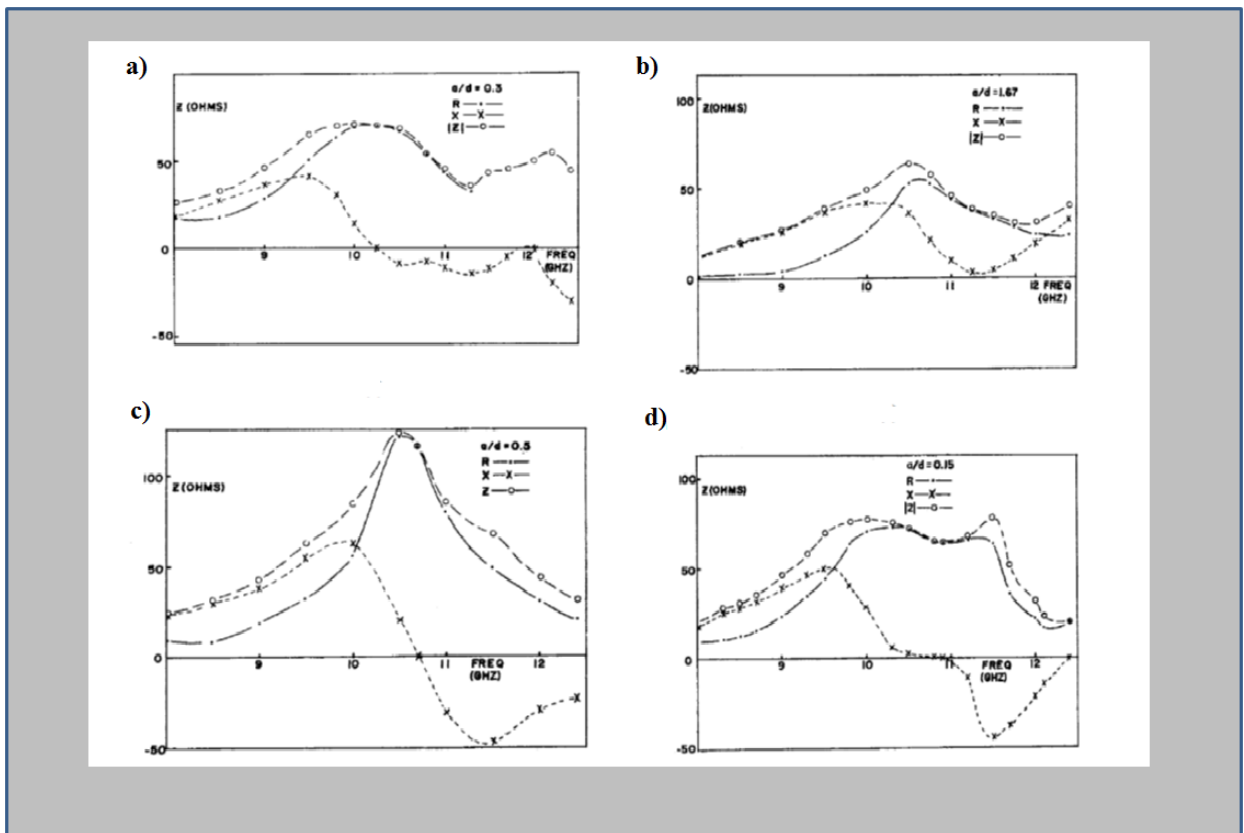 a)
a/d = 0.3
Z (OHMS)
R
X
|Z|
50
0
9
10
11
12
FREQ
(GHZ)
-50
b)
100
Z(OHMS)
a/d = 1.67
R
X
|Z|
50
0
9
10
11
12 FREQ
(GHZ)
-50
c)
a/d = 0.5
R
X
Z
100
Z (OHMS)
50
0
9
10
11
FREQ
(GHZ)
12
-50
d)
a/d = 0.15
100
Z(OHMS)
R
X
|Z|
50
0
9
10
11
FREQ
(GHZ)
12
-50